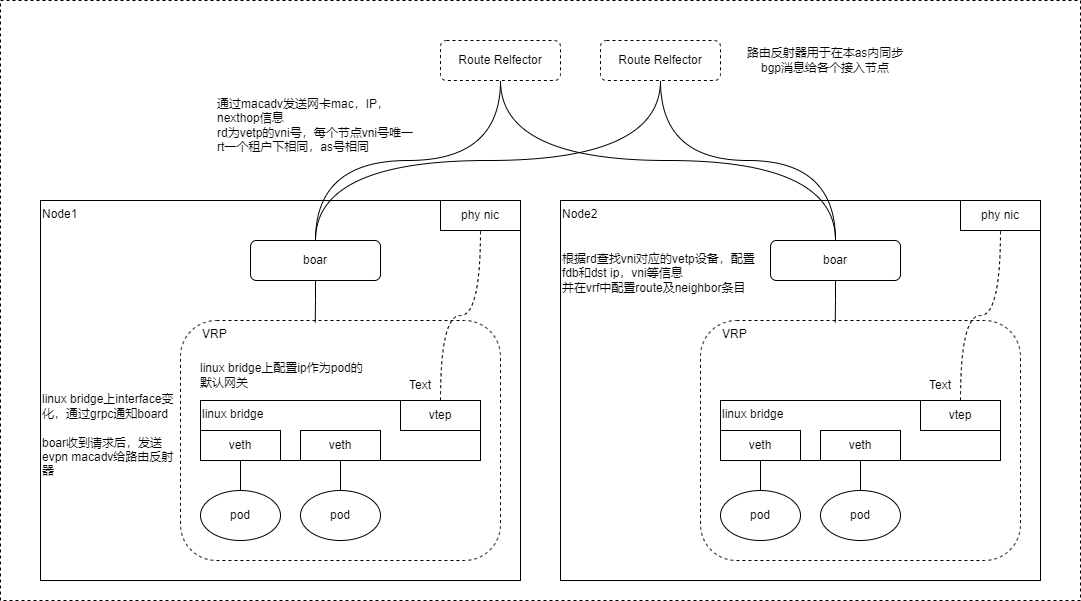 Route Relfector
Route Relfector
路由反射器用于在本as内同步
bgp消息给各个接入节点
通过macadv发送网卡mac，IP，
nexthop信息
rd为vetp的vni号，每个节点vni号唯一
rt一个租户下相同，as号相同
Node1
phy nic
boar
VRP
linux bridge上配置ip作为pod的
默认网关
Text
linux bridge上interface变
化，通过grpc通知board
boar收到请求后，发送
evpn macadv给路由反射
器
linux bridge
vtep
veth
veth
pod
pod
Node2
phy nic
boar
根据rd查找vni对应的vetp设备，配置
fdb和dst ip，vni等信息
并在vrf中配置route及neighbor条目
VRP
Text
linux bridge
vtep
veth
veth
pod
pod